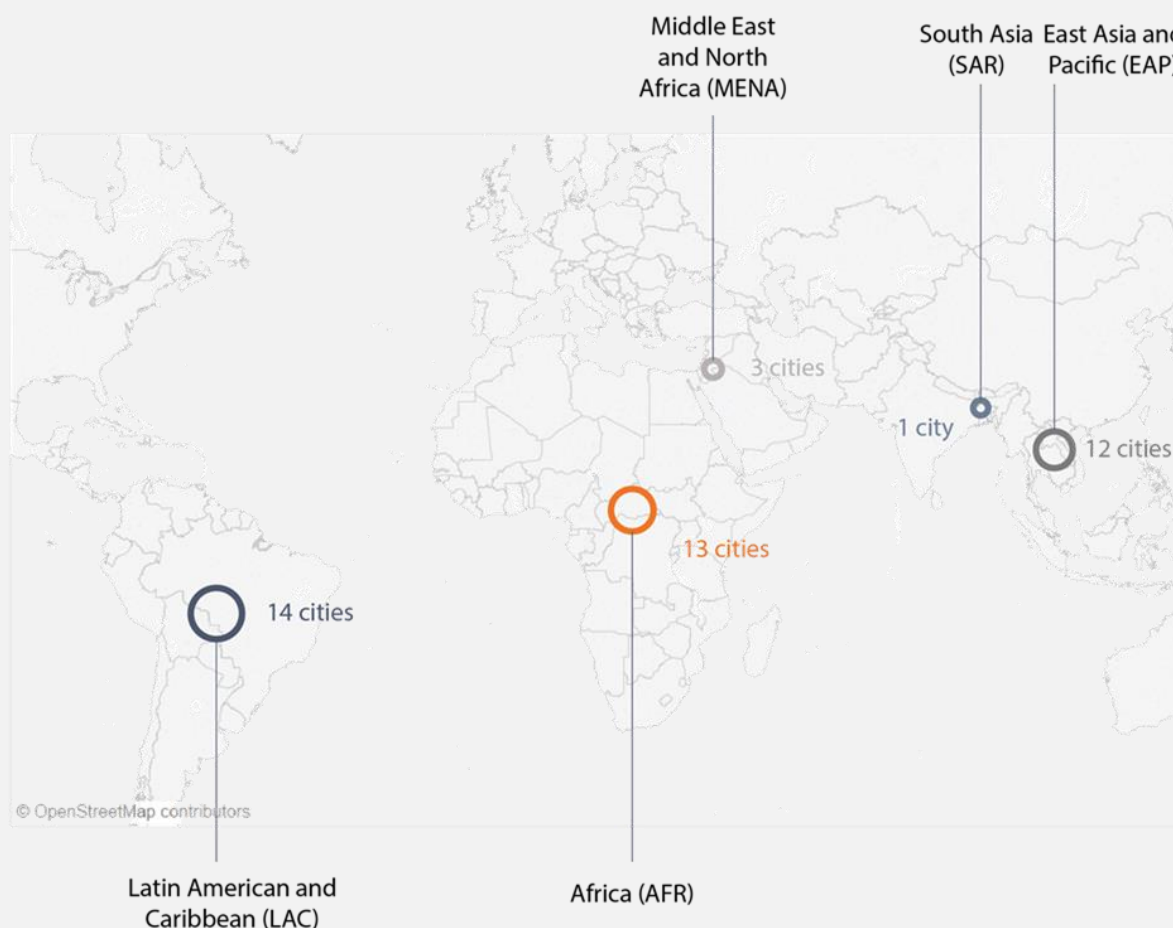 Middle East
and North
Africa (MENA)
South Asia
(SAR)
East Asia and
Pacific (EAP)
3 cities
1 city
12 cities
13 cities
14 cities
© OpenStreetMap contributors
Latin American and
Caribbean (LAC)
Africa (AFR)